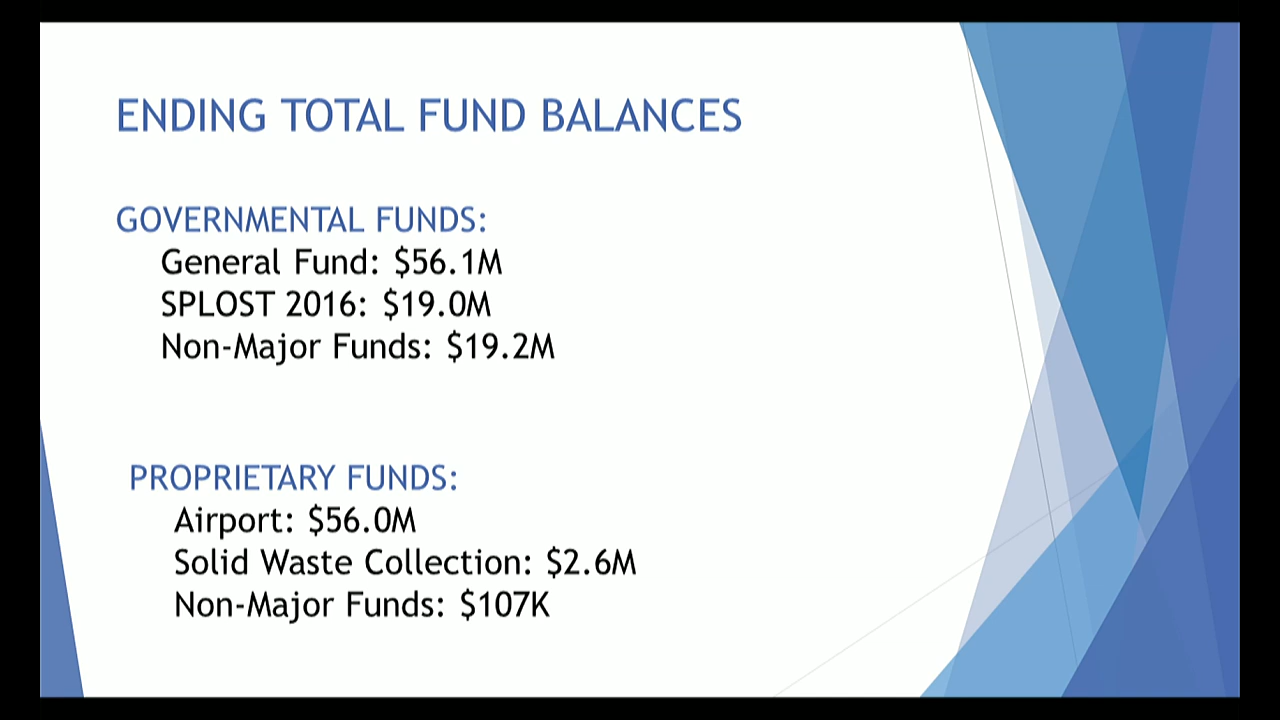 ENDING TOTAL FUND BALANCES
GOVERNMENTAL FUNDS:
General Fund: $56.1M
SPLOST 2016: $19.0M
Non-Major Funds: $19.2M
PROPRIETARY FUNDS:
Airport: $56.0M
Solid Waste Collection: $2.6M
Non-Major Funds: $107K